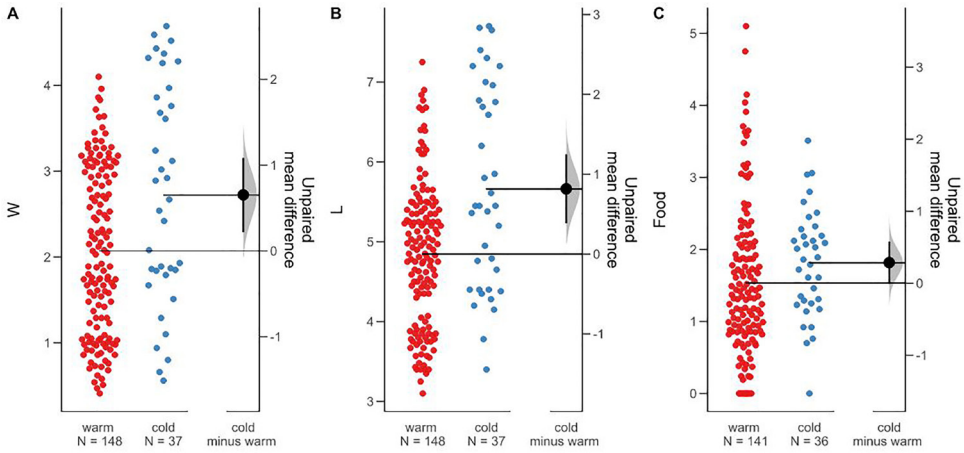 A
W
4
3
2
1
2
1
0
-1
Unpaired
mean difference
warm
N = 148
cold
N = 37
cold
minus warm
B
L
7
6
5
4
3
3
2
1
0
-1
Unpaired
mean difference
warm
N = 148
cold
N = 37
cold
minus warm
C
Food
5
4
3
2
1
0
3
2
1
0
-1
Unpaired
mean difference
warm
N = 141
cold
N = 36
cold
minus warm